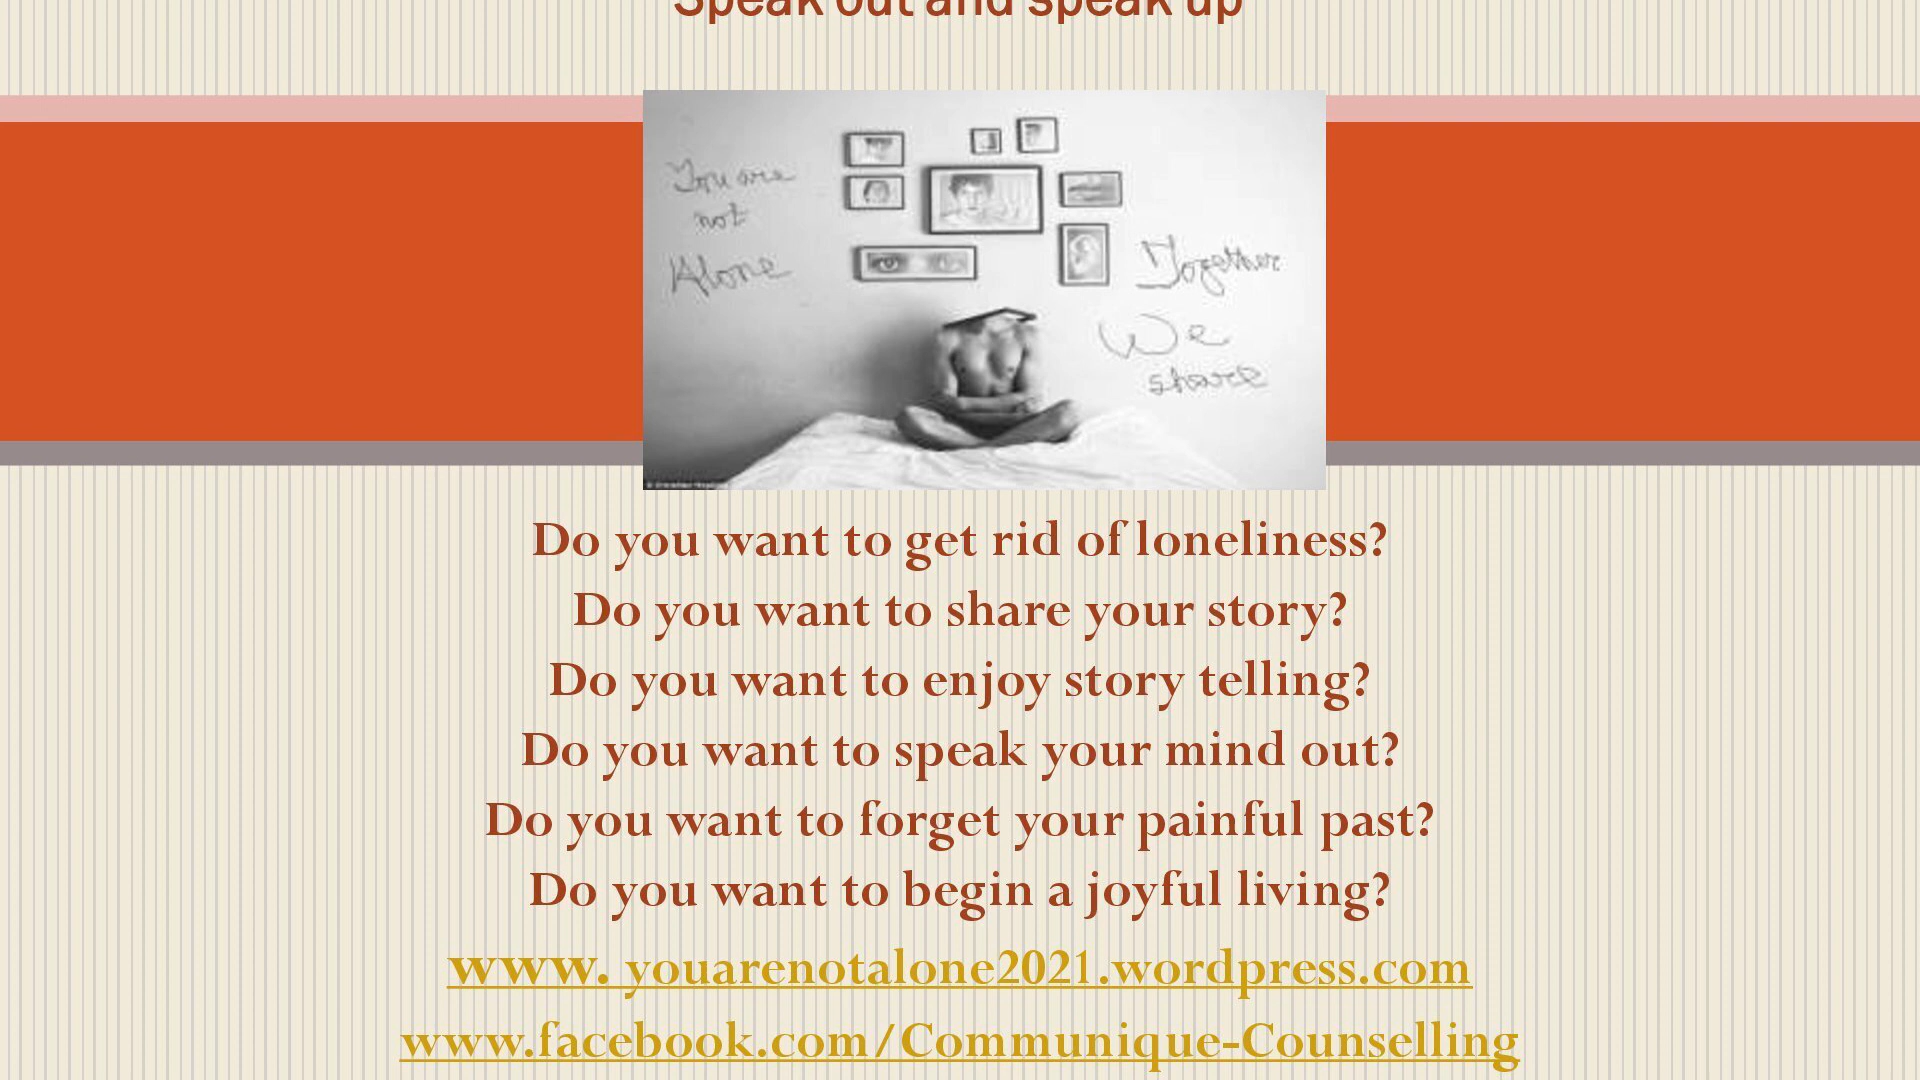 Speak out and speak up
You are
not
Alone
Together
We
share
Do you want to get rid of loneliness?
Do you want to share your story?
Do you want to enjoy story telling?
Do you want to speak your mind out?
Do you want to forget your painful past?
Do you want to begin a joyful living?
www. youarenotalone2021.wordpress.com
www.facebook.com/Communique-Counselling